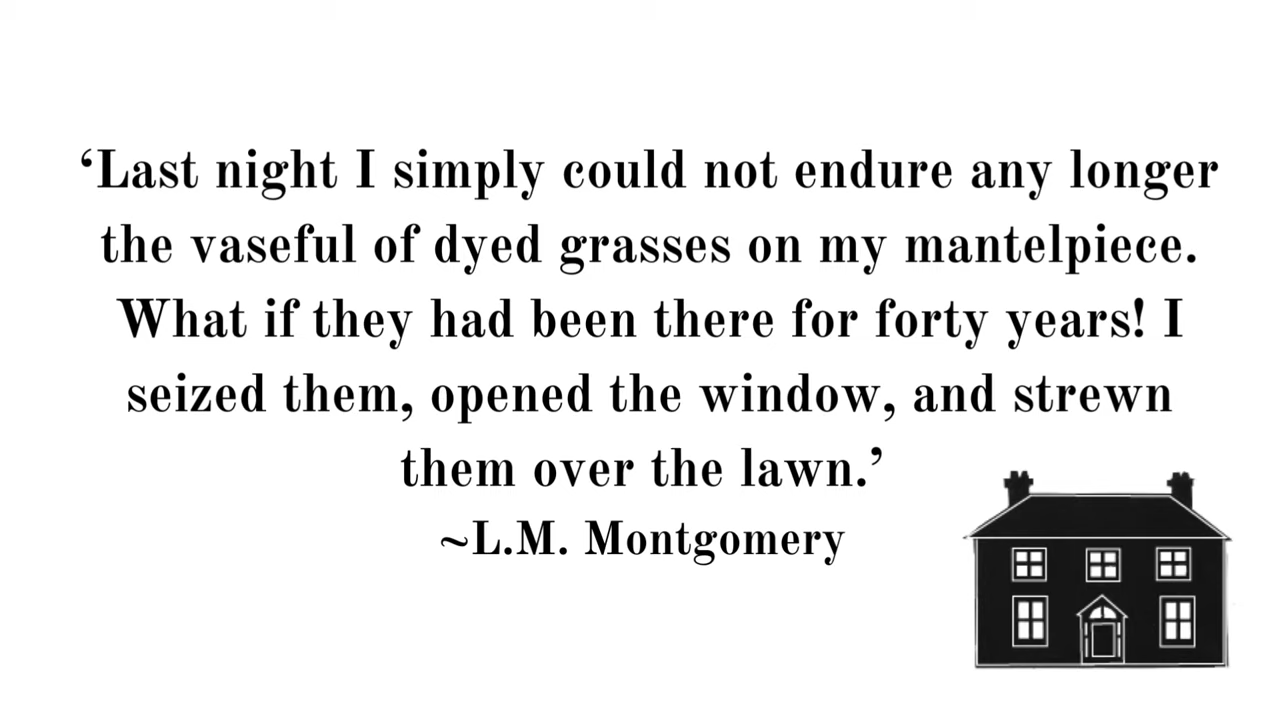 ‘Last night I simply could not endure any longer
the vaseful of dyed grasses on my mantelpiece.
What if they had been there for forty years! I
seized them, opened the window, and strewn
them over the lawn.’
~L.M. Montgomery